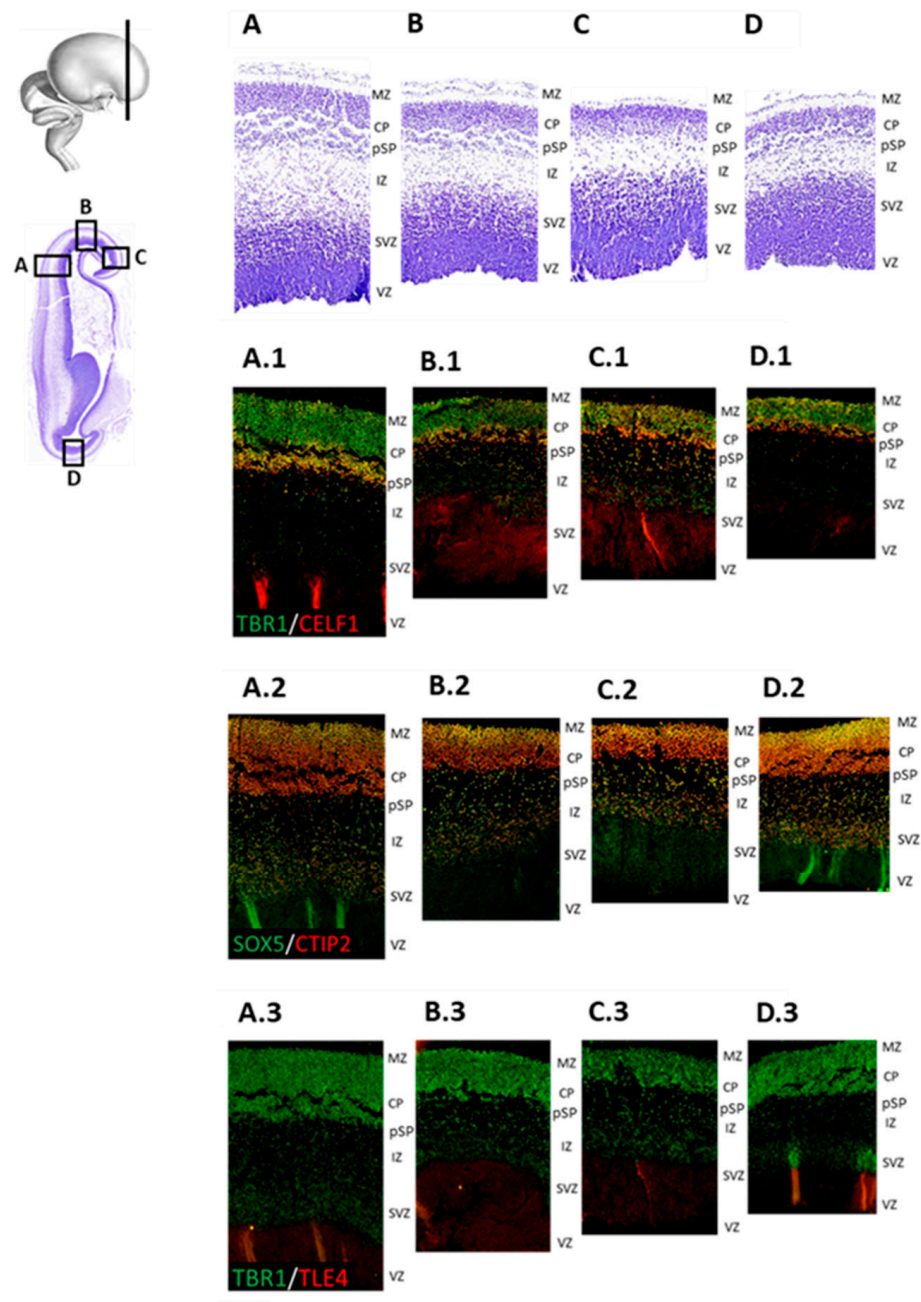 A B C D
MZ MZ MZ MZ
CP CP CP CP
pSP pSP pSP pSP
IZ IZ IZ IZ
SVZ SVZ SVZ SVZ
VZ VZ VZ VZ
B
A C
D
A.1 B.1 C.1 D.1
MZ MZ MZ MZ
CP CP CP CP
pSP pSP pSP pSP
IZ IZ IZ IZ
SVZ SVZ SVZ SVZ
VZ VZ VZ VZ
TBR1/CELF1
A.2 B.2 C.2 D.2
MZ MZ MZ MZ
CP CP CP CP
pSP pSP pSP pSP
IZ IZ IZ IZ
SVZ SVZ SVZ SVZ
VZ VZ VZ VZ
SOX5/CTIP2
A.3 B.3 C.3 D.3
MZ MZ MZ MZ
CP CP CP CP
pSP pSP pSP pSP
IZ IZ IZ IZ
SVZ SVZ SVZ SVZ
VZ VZ VZ VZ
TBR1/TLE4